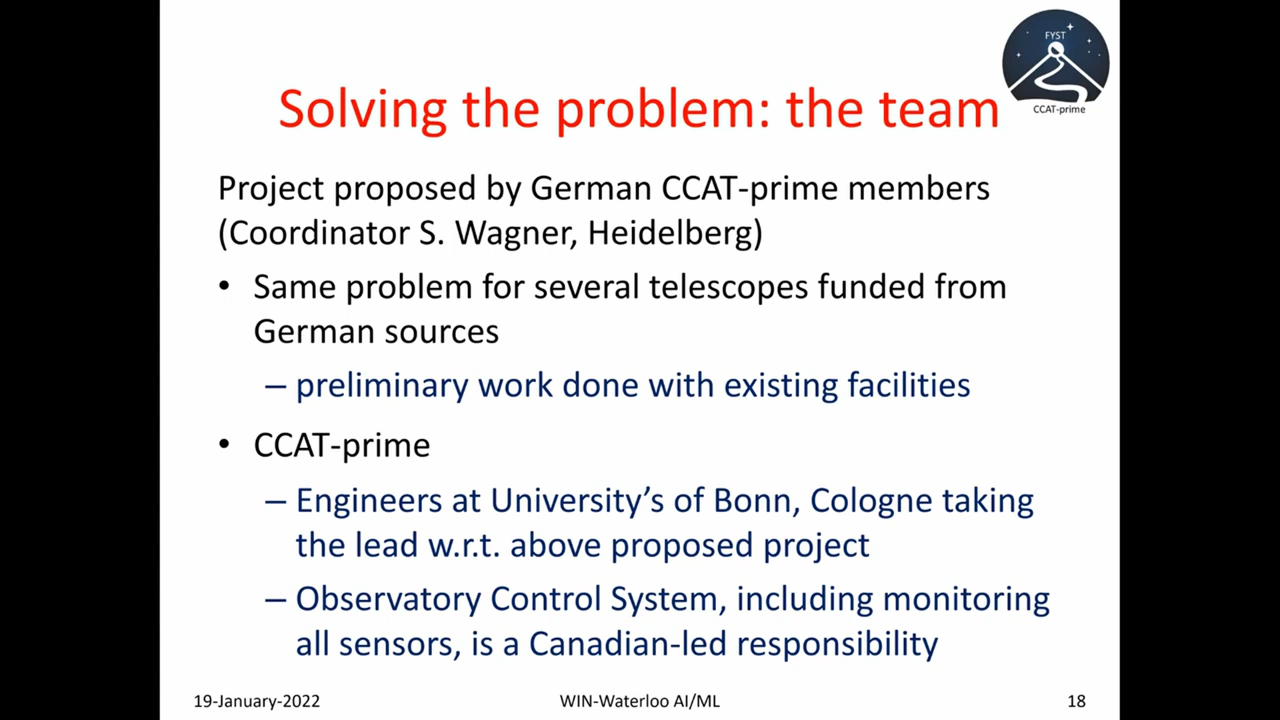 FYST
CCAT-prime
Solving the problem: the team
Project proposed by German CCAT-prime members
(Coordinator S. Wagner, Heidelberg)
• Same problem for several telescopes funded from
German sources
– preliminary work done with existing facilities
• CCAT-prime
– Engineers at University’s of Bonn, Cologne taking
the lead w.r.t. above proposed project
– Observatory Control System, including monitoring
all sensors, is a Canadian-led responsibility
19-January-2022
WIN-Waterloo AI/ML
18